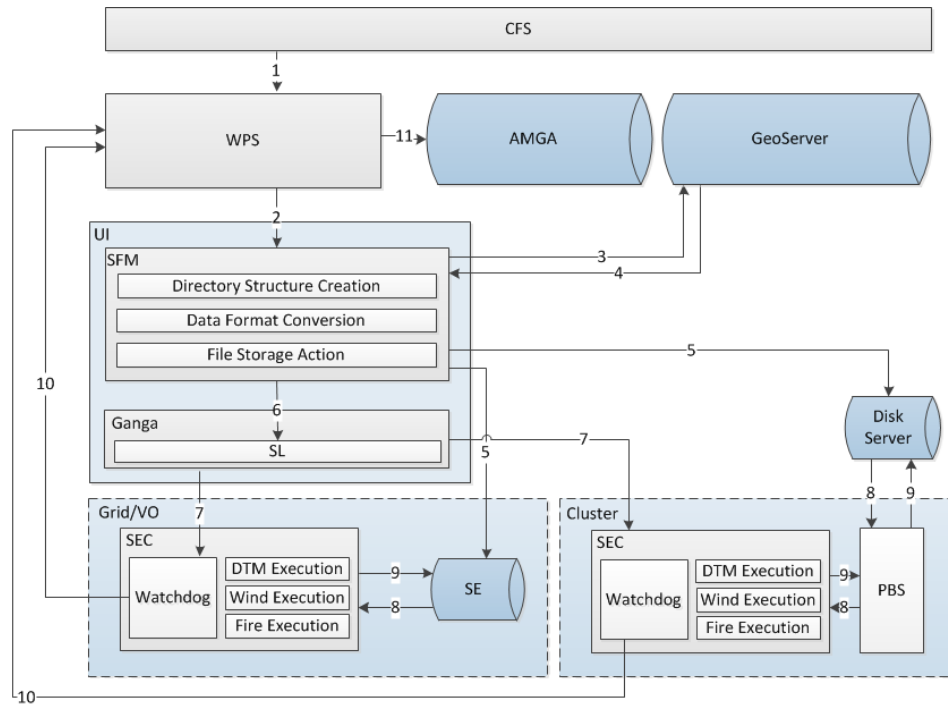 CFS
1
WPS
11
AMGA
GeoServer
2
UI
SFM
3
4
Directory Structure Creation
Data Format Conversion
File Storage Action
5
10
6
Disk
Server
Ganga
SL
7
5
7
8
9
Grid/VO
SEC
Watchdog
DTM Execution
Wind Execution
Fire Execution
9
8
SE
Cluster
SEC
Watchdog
DTM Execution
Wind Execution
Fire Execution
9
8
PBS
10